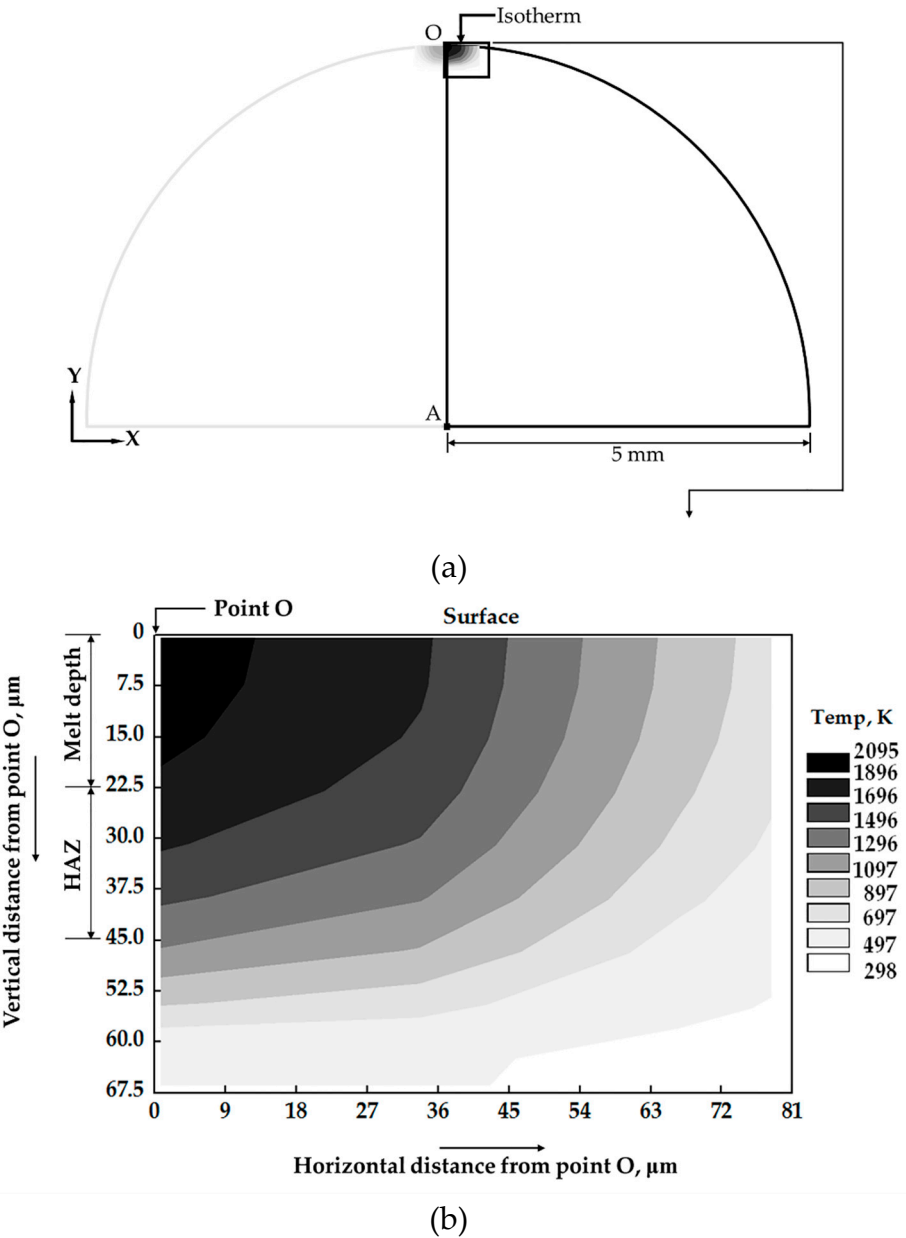 Isotherm
O
Y
A
X
5 mm
(a)
Point O
Surface
0
7.5
15.0
22.5
30.0
37.5
45.0
52.5
60.0
67.5
Melt depth
HAZ
Vertical distance from point O, µm
0 9 18 27 36 45 54 63 72 81
Horizontal distance from point O, µm
Temp, K
2095
1896
1696
1496
1296
1097
897
697
497
298
(b)